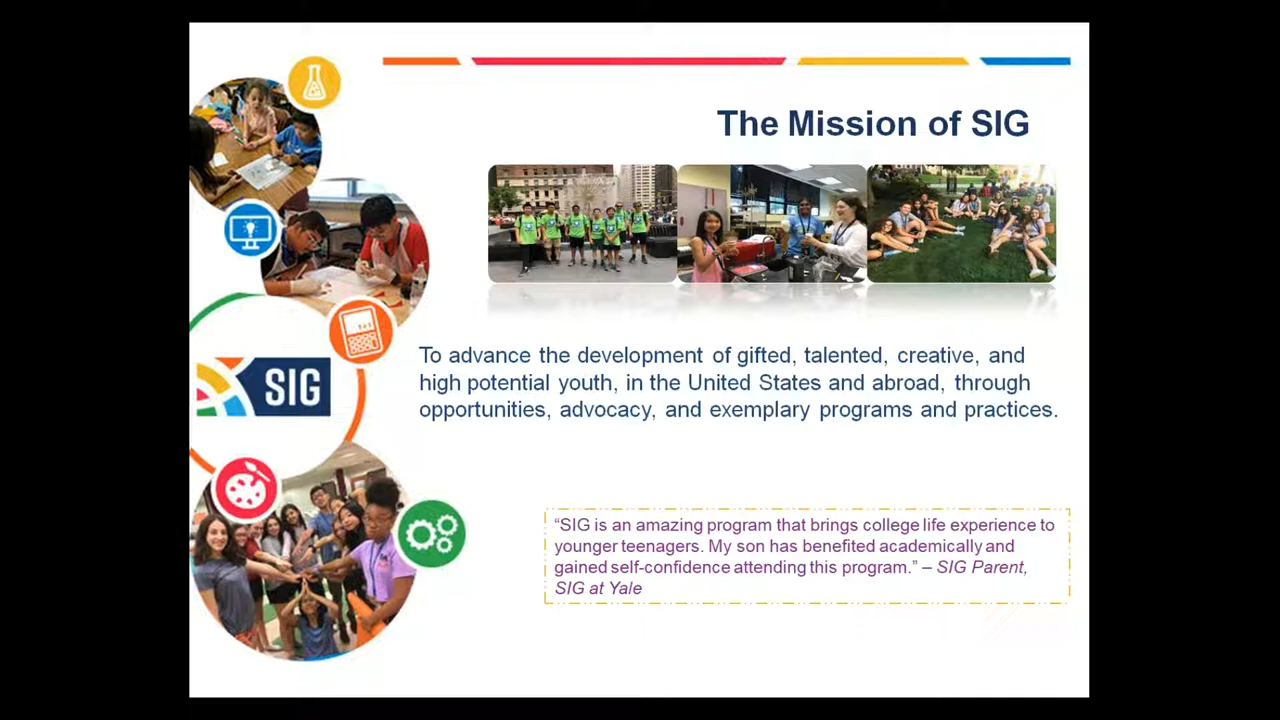 The Mission of SIG
SIG
To advance the development of gifted, talented, creative, and
high potential youth, in the United States and abroad, through
opportunities, advocacy, and exemplary programs and practices.
“SIG is an amazing program that brings college life experience to
younger teenagers. My son has benefited academically and
gained self-confidence attending this program.” – SIG Parent,
SIG at Yale